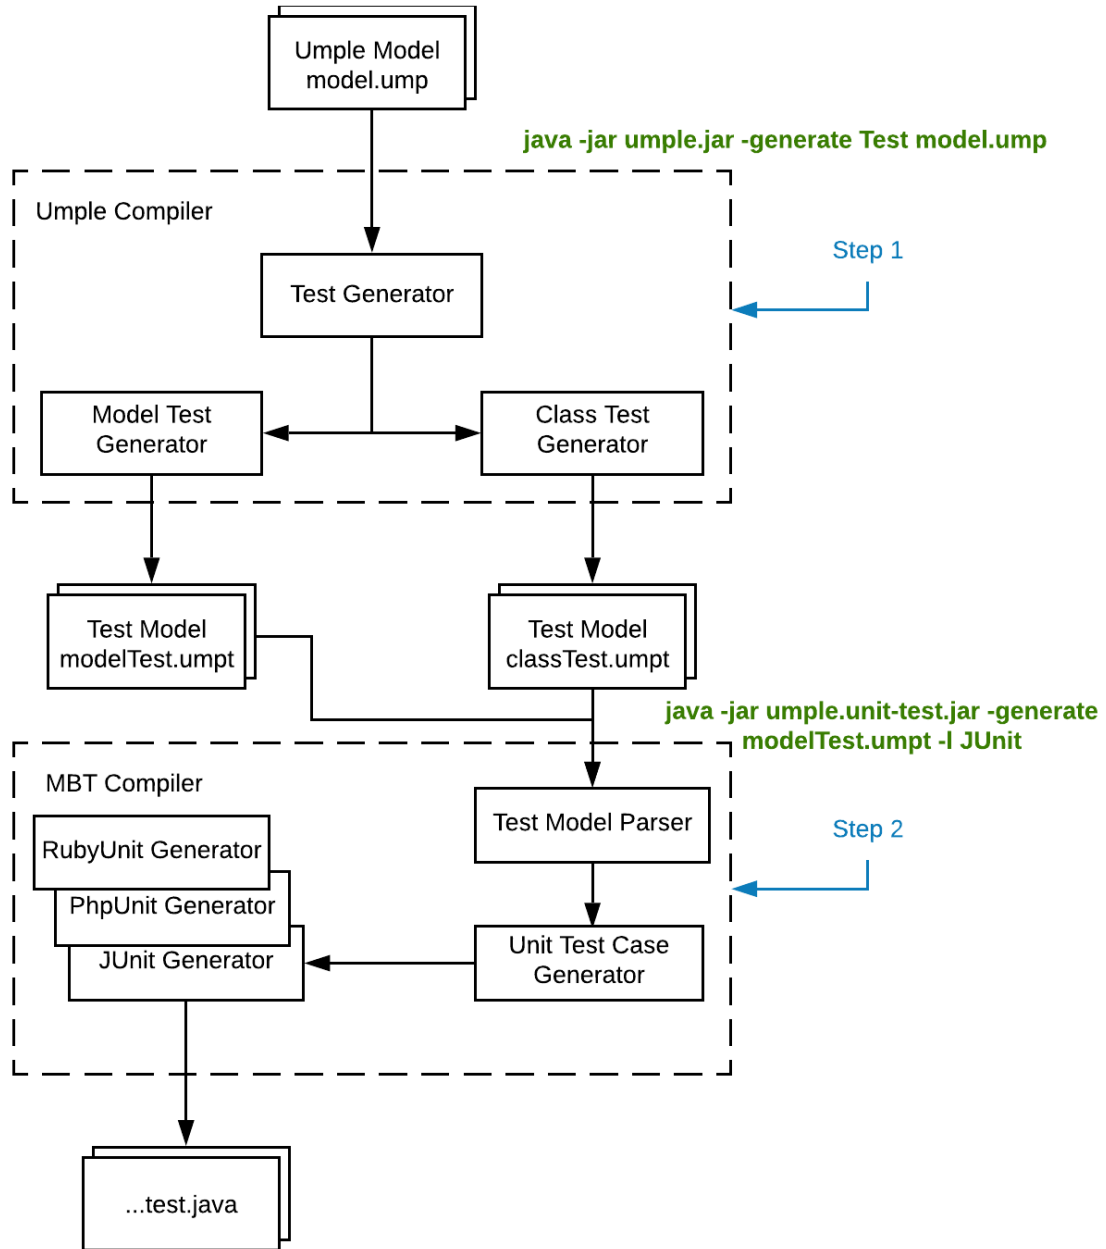 Umple Model
model.ump
java -jar umple.jar -generate Test model.ump
Umple Compiler
Step 1
Test Generator
Model Test
Generator
Class Test
Generator
Test Model
modelTest.umpt
Test Model
classTest.umpt
java -jar umple.unit-test.jar -generate
modelTest.umpt -l JUnit
MBT Compiler
Test Model Parser
Step 2
RubyUnit Generator
PhpUnit Generator
JUnit Generator
Unit Test Case
Generator
...test.java